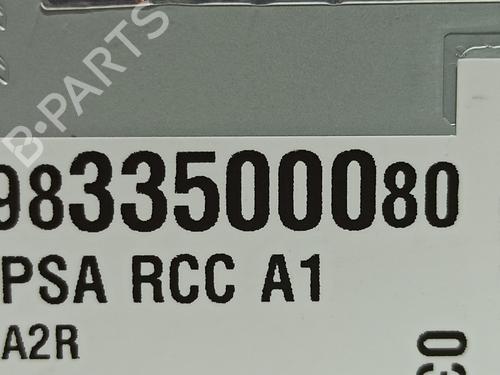 B-PARTS
9833500080
PSA RCC A1
A2R